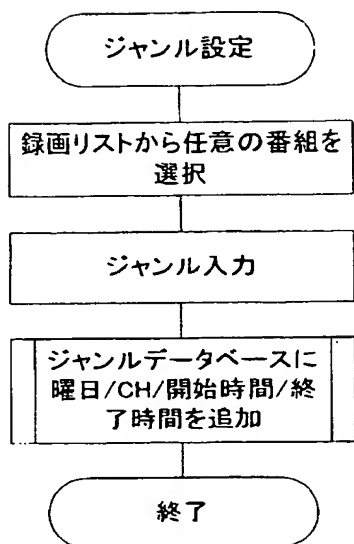 ジャンル設定
録画リストから任意の番組を
選択
ジャンル入力
ジャンルデータベースに
曜日/CH/開始時間/終
了時間を追加
終了